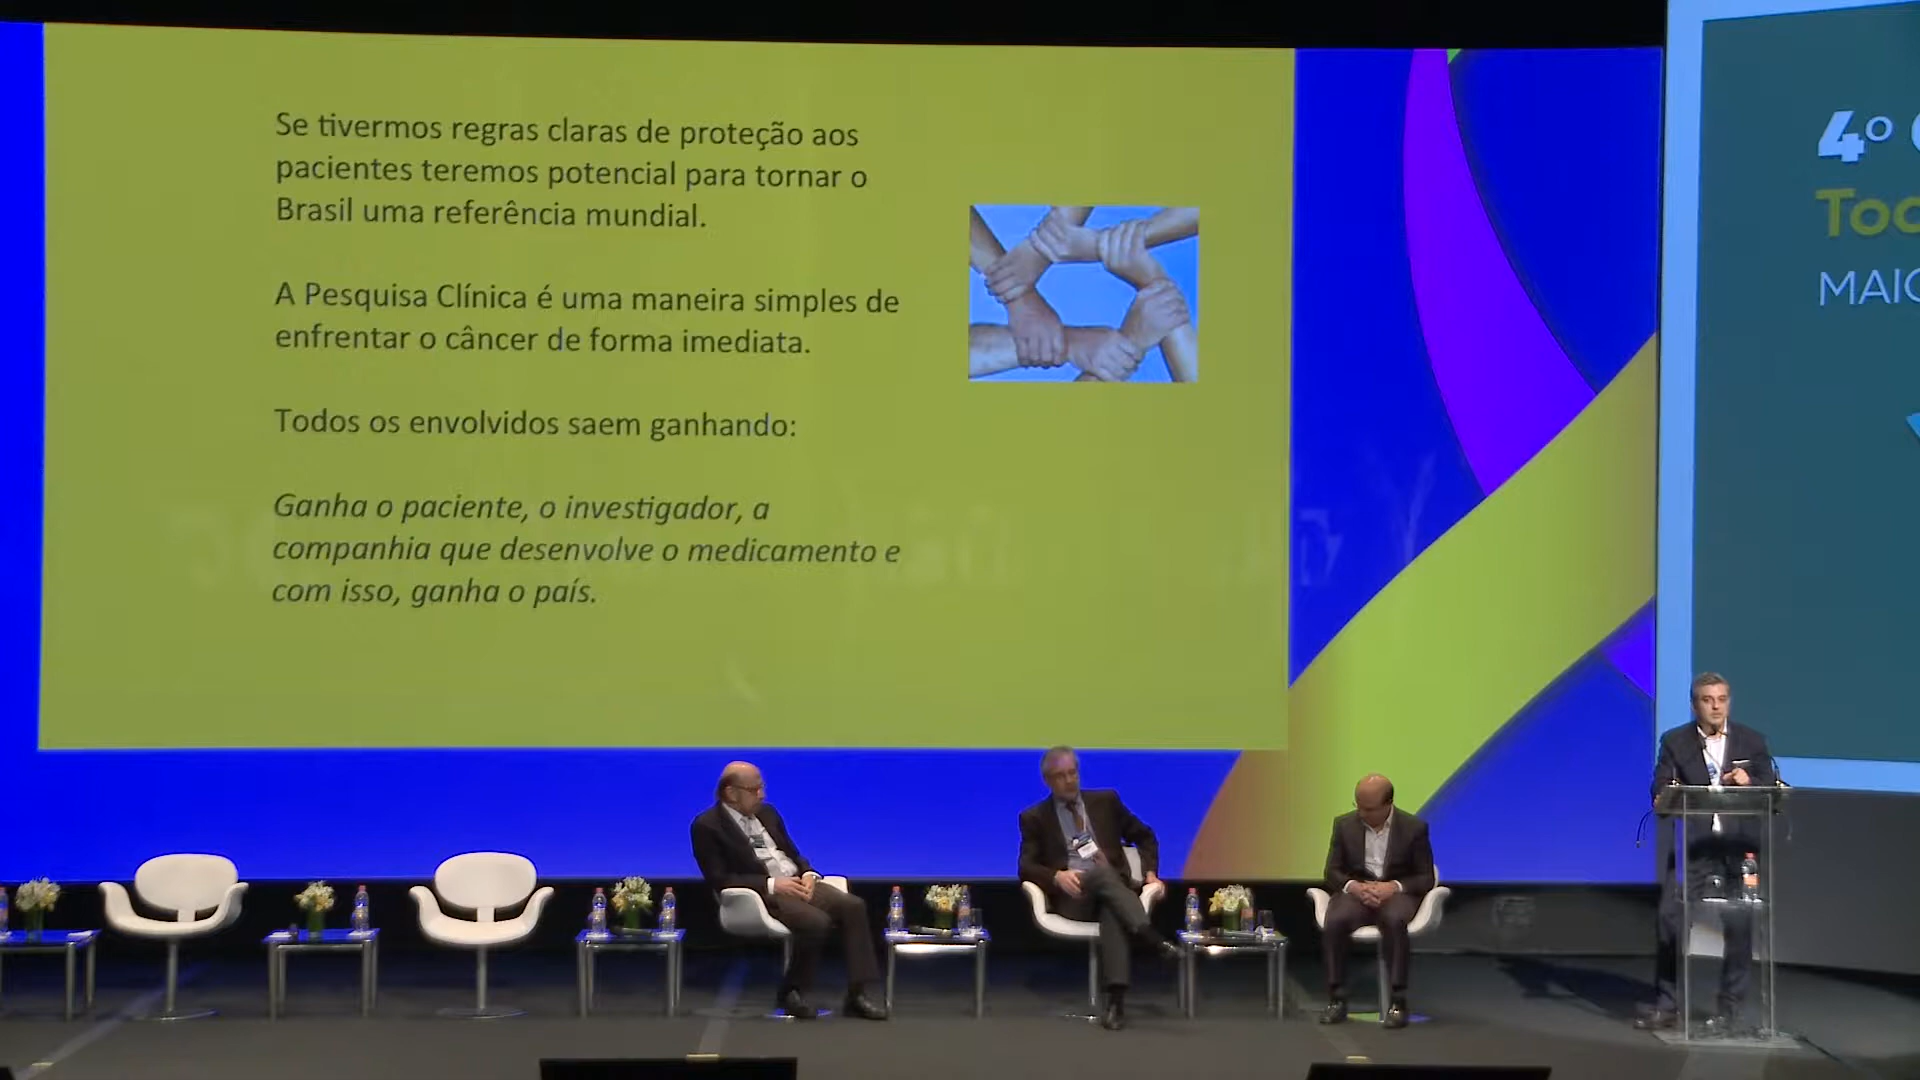 Se tivermos regras claras de proteção aos
pacientes teremos potencial para tornar o
Brasil uma referência mundial.
A Pesquisa Clínica é uma maneira simples de
enfrentar o câncer de forma imediata.
Todos os envolvidos saem ganhando:
Ganha o paciente, o investigador, a
companhia que desenvolve o medicamento e
com isso, ganha o país.
4º